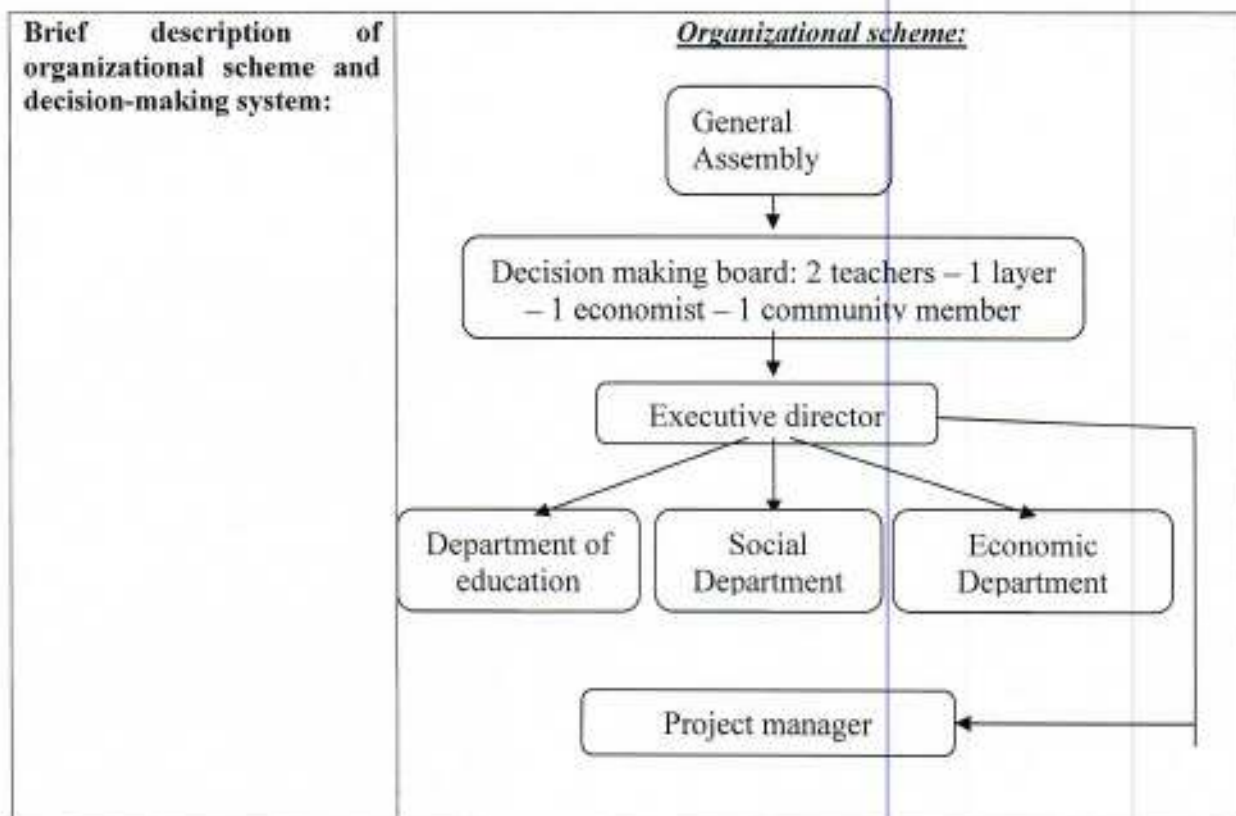 Brief description of
organizational scheme and
decision-making system:
Organizational scheme:
General
Assembly
Decision making board: 2 teachers – 1 layer
– 1 economist – 1 community member
Executive director
Department of
education
Social
Department
Economic
Department
Project manager